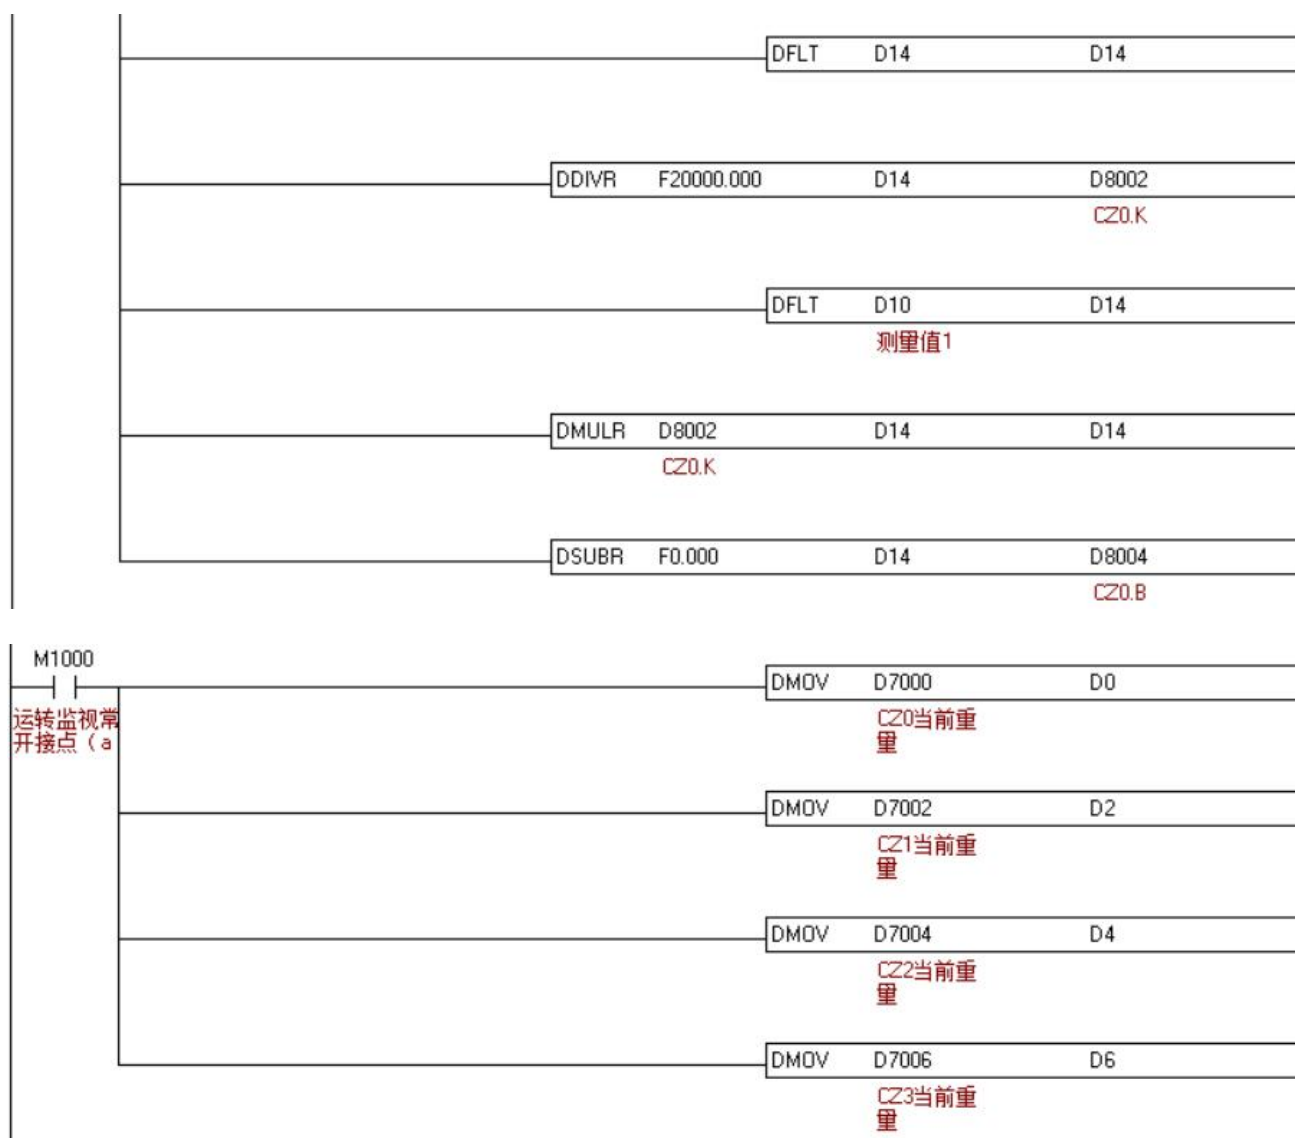 DFLT D14 D14
DDIVR F20000.000 D14 D8002
CZ0.K
DFLT D10 D14
测量值1
DMULR D8002 D14 D14
CZ0.K
DSUBR F0.000 D14 D8004
CZ0.B
M1000
运转监视常
开接点（a
DMOV D7000 D0
CZ0当前重
量
DMOV D7002 D2
CZ1当前重
量
DMOV D7004 D4
CZ2当前重
量
DMOV D7006 D6
CZ3当前重
量